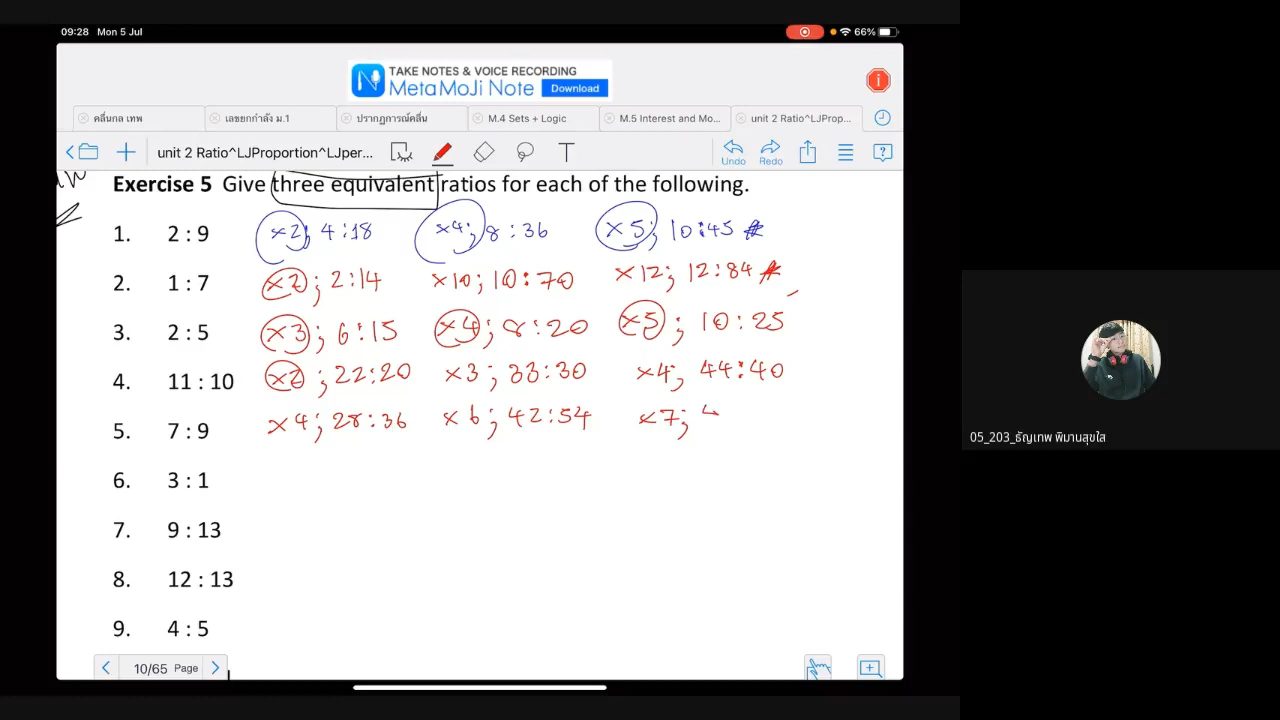 09:28 Mon 5 Jul 66%
TAKE NOTES & VOICE RECORDING
MetaMoJi Note Download
คลื่นกล เทพ เลขยกกำลัง ม.1 ปรากฏการณ์คลื่น M.4 Sets + Logic M.5 Interest and Mo... unit 2 Ratio^LJProp...
unit 2 Ratio^LJProportion^LJper... Undo Redo
Exercise 5 Give three equivalent ratios for each of the following.
1. 2 : 9 ×2; 4:18 ×4; 8:36 ×5; 10:45
2. 1 : 7 ×2; 2:14 ×10; 10:70 ×12; 12:84
3. 2 : 5 ×3; 6:15 ×4; 8:20 ×5; 10:25
4. 11 : 10 ×2; 22:20 ×3; 33:30 ×4; 44:40
5. 7 : 9 ×4; 28:36 ×6; 42:54 ×7; 4
6. 3 : 1
7. 9 : 13
8. 12 : 13
9. 4 : 5
10/65 Page
05_203_ธัญเทพ พิมานสุขใส